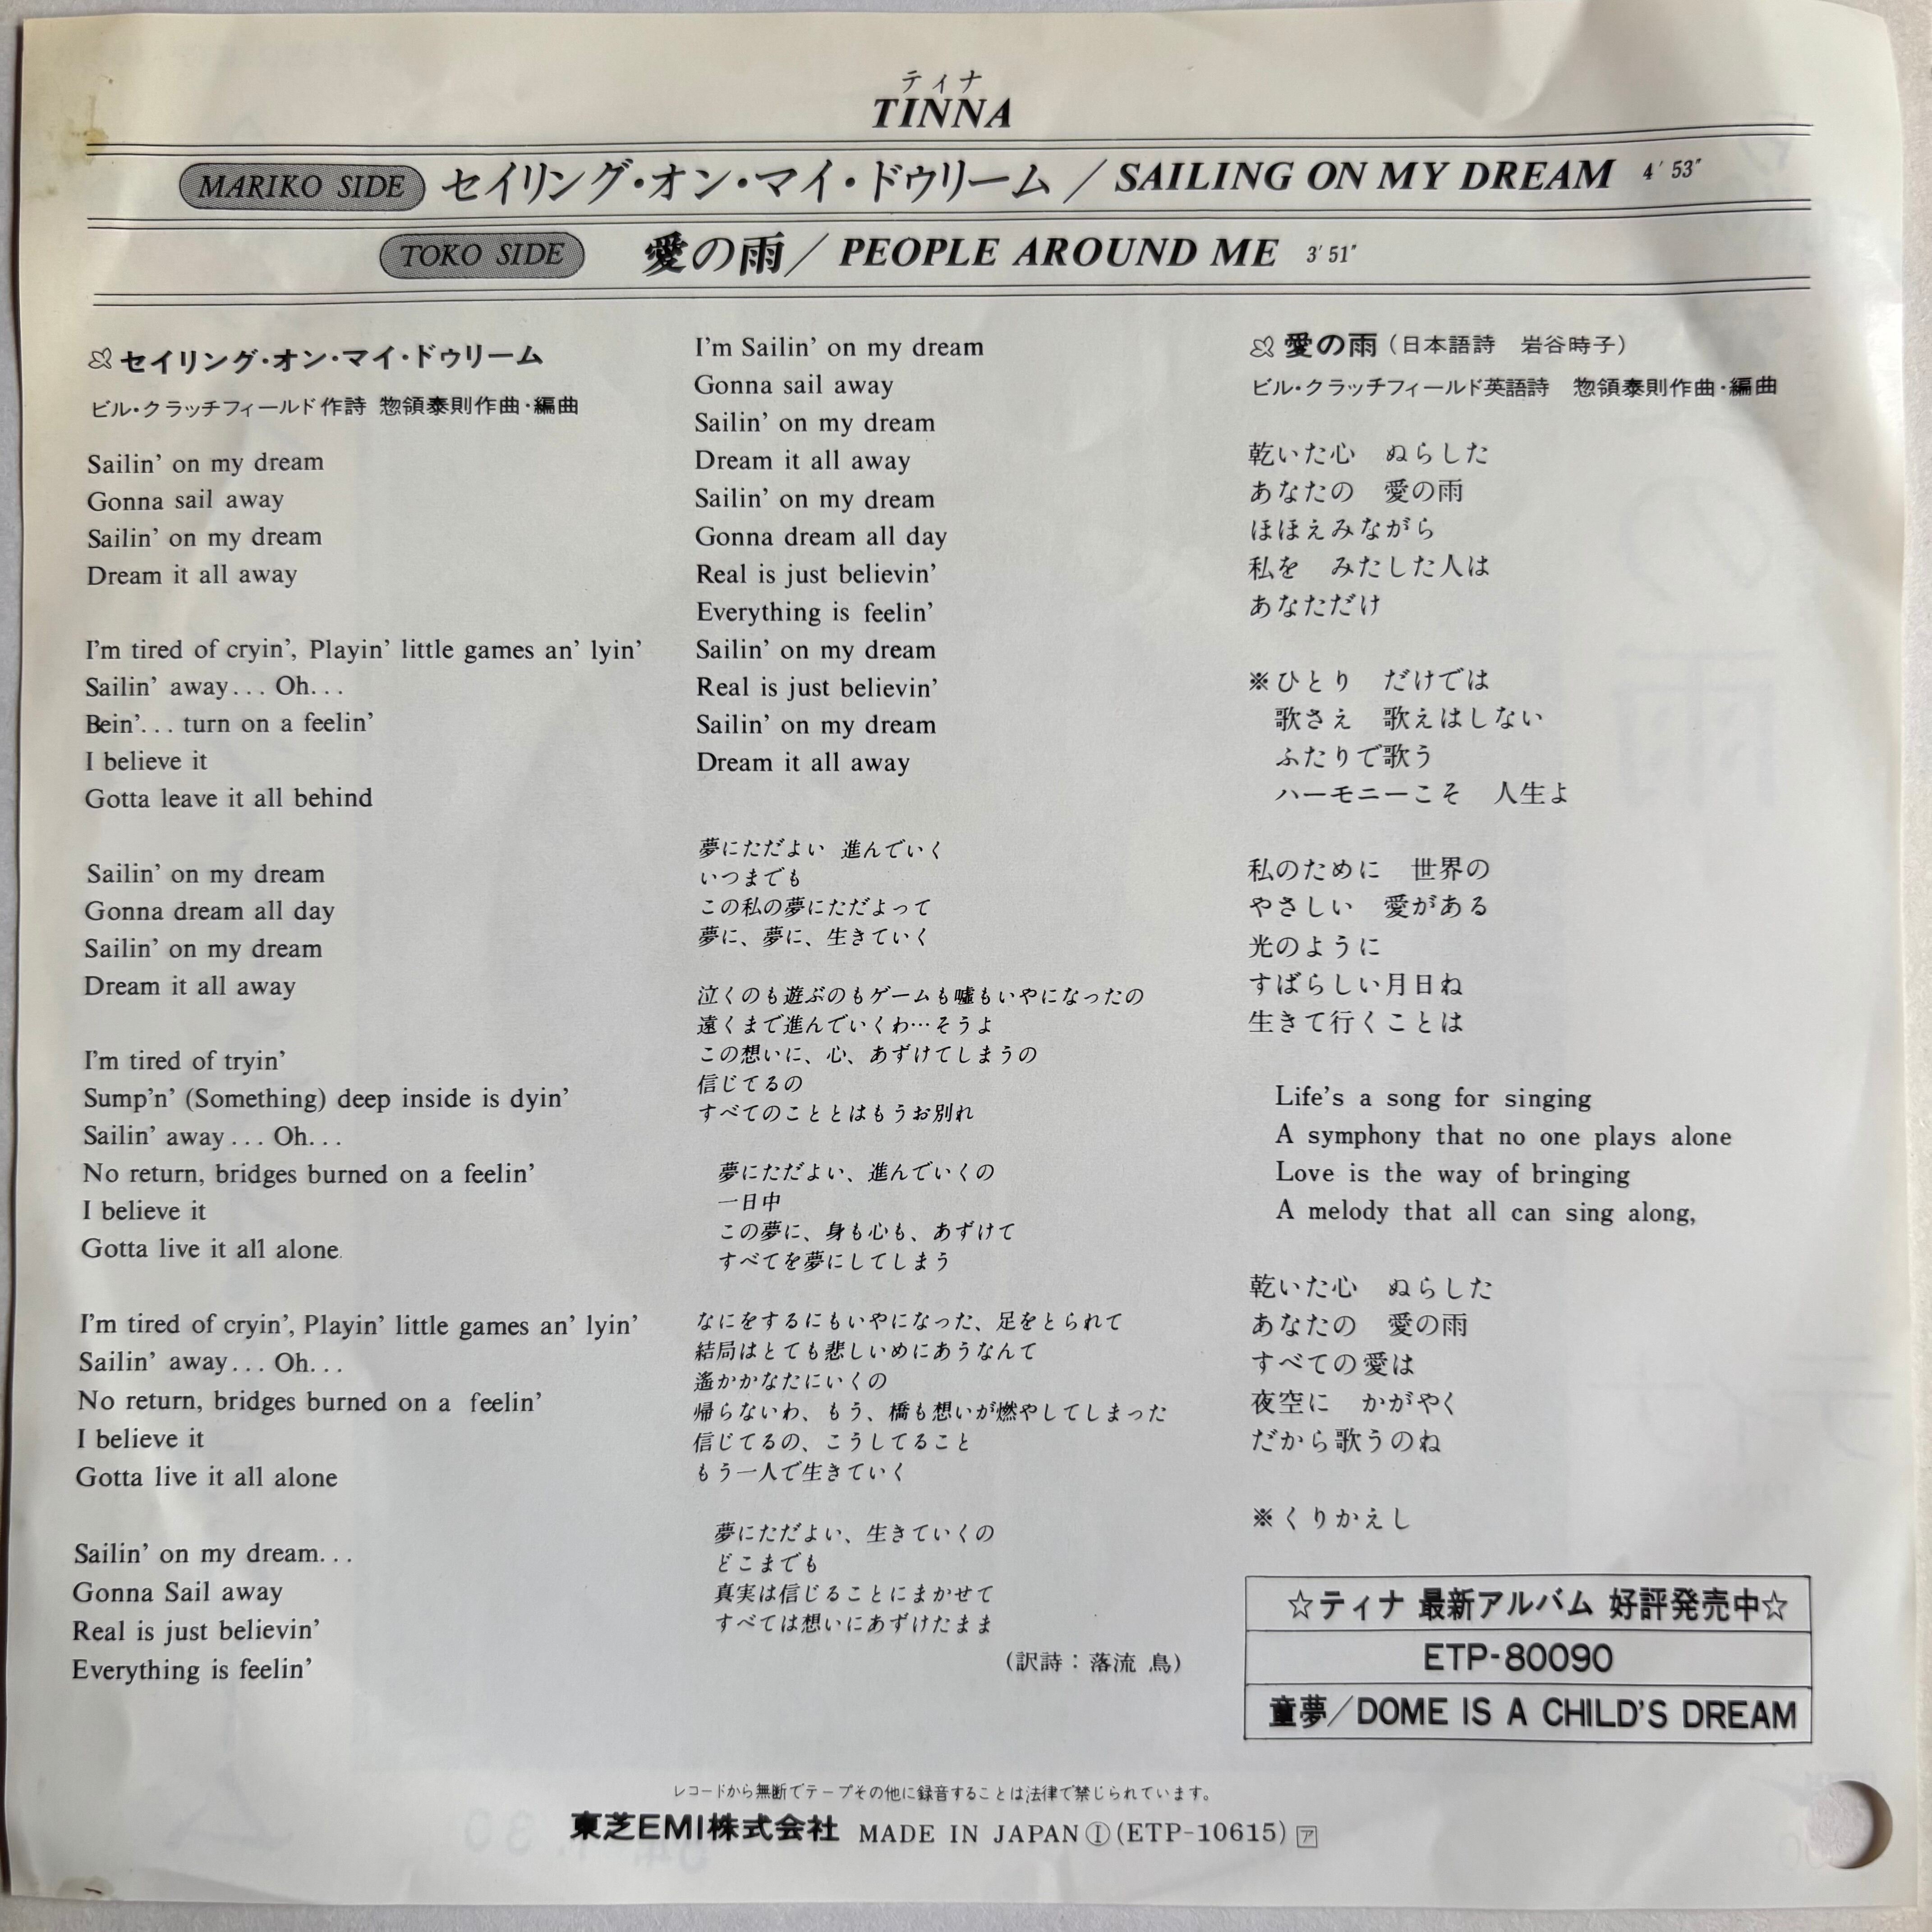 ティナ
TINNA
MARIKO SIDE セイリング・オン・マイ・ドゥリーム／SAILING ON MY DREAM 4′53″
TOKO SIDE 愛の雨／PEOPLE AROUND ME 3′51″
セイリング・オン・マイ・ドゥリーム
ビル・クラッチフィールド作詩 惣領泰則作曲・編曲
Sailin' on my dream
Gonna sail away
Sailin' on my dream
Dream it all away
I'm tired of cryin', Playin' little games an' lyin'
Sailin' away... Oh...
Bein'... turn on a feelin'
I believe it
Gotta leave it all behind
Sailin' on my dream
Gonna dream all day
Sailin' on my dream
Dream it all away
I'm tired of tryin'
Sump'n' (Something) deep inside is dyin'
Sailin' away... Oh...
No return, bridges burned on a feelin'
I believe it
Gotta live it all alone.
I'm tired of cryin', Playin' little games an' lyin'
Sailin' away... Oh...
No return, bridges burned on a feelin'
I believe it
Gotta live it all alone
Sailin' on my dream...
Gonna Sail away
Real is just believin'
Everything is feelin'
I'm Sailin' on my dream
Gonna sail away
Sailin' on my dream
Dream it all away
Sailin' on my dream
Gonna dream all day
Real is just believin'
Everything is feelin'
Sailin' on my dream
Real is just believin'
Sailin' on my dream
Dream it all away
夢にただよい 進んでいく
いつまでも
この私の夢にただよって
夢に、夢に、生きていく
泣くのも遊ぶのもゲームも嘘もいやになったの
遠くまで進んでいくわ…そうよ
この想いに、心、あずけてしまうの
信じてるの
すべてのこととはもうお別れ
夢にただよい、進んでいくの
一日中
この夢に、身も心も、あずけて
すべてを夢にしてしまう
なにをするにもいやになった、足をとられて
結局はとても悲しいめにあうなんて
遙かかなたにいくの
帰らないわ、もう、橋も想いが燃やしてしまった
信じてるの、こうしてること
もう一人で生きていく
夢にただよい、生きていくの
どこまでも
真実は信じることにまかせて
すべては想いにあずけたまま
(訳詩：落流 鳥)
愛の雨（日本語詩 岩谷時子）
ビル・クラッチフィールド英語詩 惣領泰則作曲・編曲
乾いた心 ぬらした
あなたの 愛の雨
ほほえみながら
私を みたした人は
あなただけ
※ひとり だけでは
歌さえ 歌えはしない
ふたりで歌う
ハーモニーこそ 人生よ
私のために 世界の
やさしい 愛がある
光のように
すばらしい月日ね
生きて行くことは
Life's a song for singing
A symphony that no one plays alone
Love is the way of bringing
A melody that all can sing along,
乾いた心 ぬらした
あなたの 愛の雨
すべての愛は
夜空に かがやく
だから歌うのね
※くりかえし
☆ティナ 最新アルバム 好評発売中☆
ETP-80090
童夢／DOME IS A CHILD'S DREAM
レコードから無断でテープその他に録音することは法律で禁じられています。
東芝EMI株式会社 MADE IN JAPAN Ⓘ(ETP-10615) ア